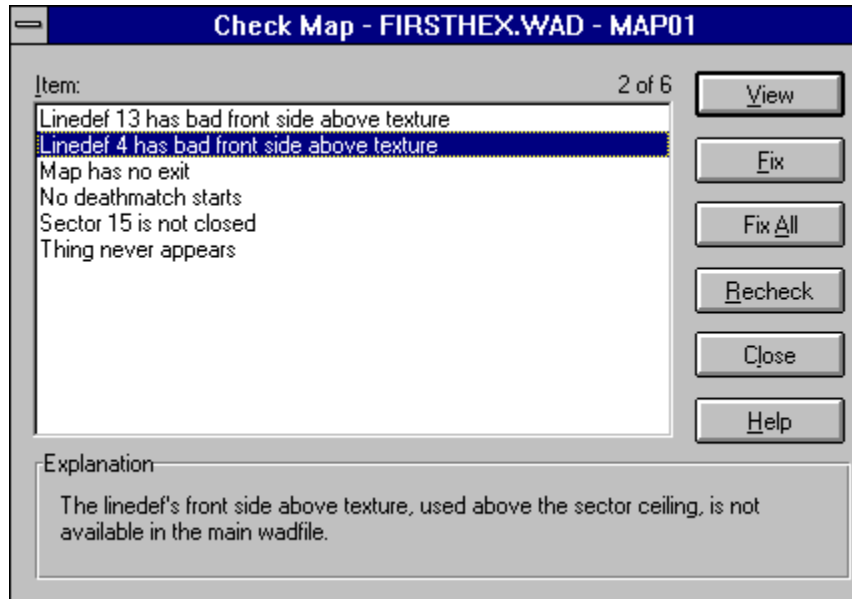 Check Map - FIRSTHEX.WAD - MAP01
Item:
2 of 6
Linedef 13 has bad front side above texture
Linedef 4 has bad front side above texture
Map has no exit
No deathmatch starts
Sector 15 is not closed
Thing never appears
View
Fix
Fix All
Recheck
Close
Help
Explanation
The linedef's front side above texture, used above the sector ceiling, is not
available in the main wadfile.